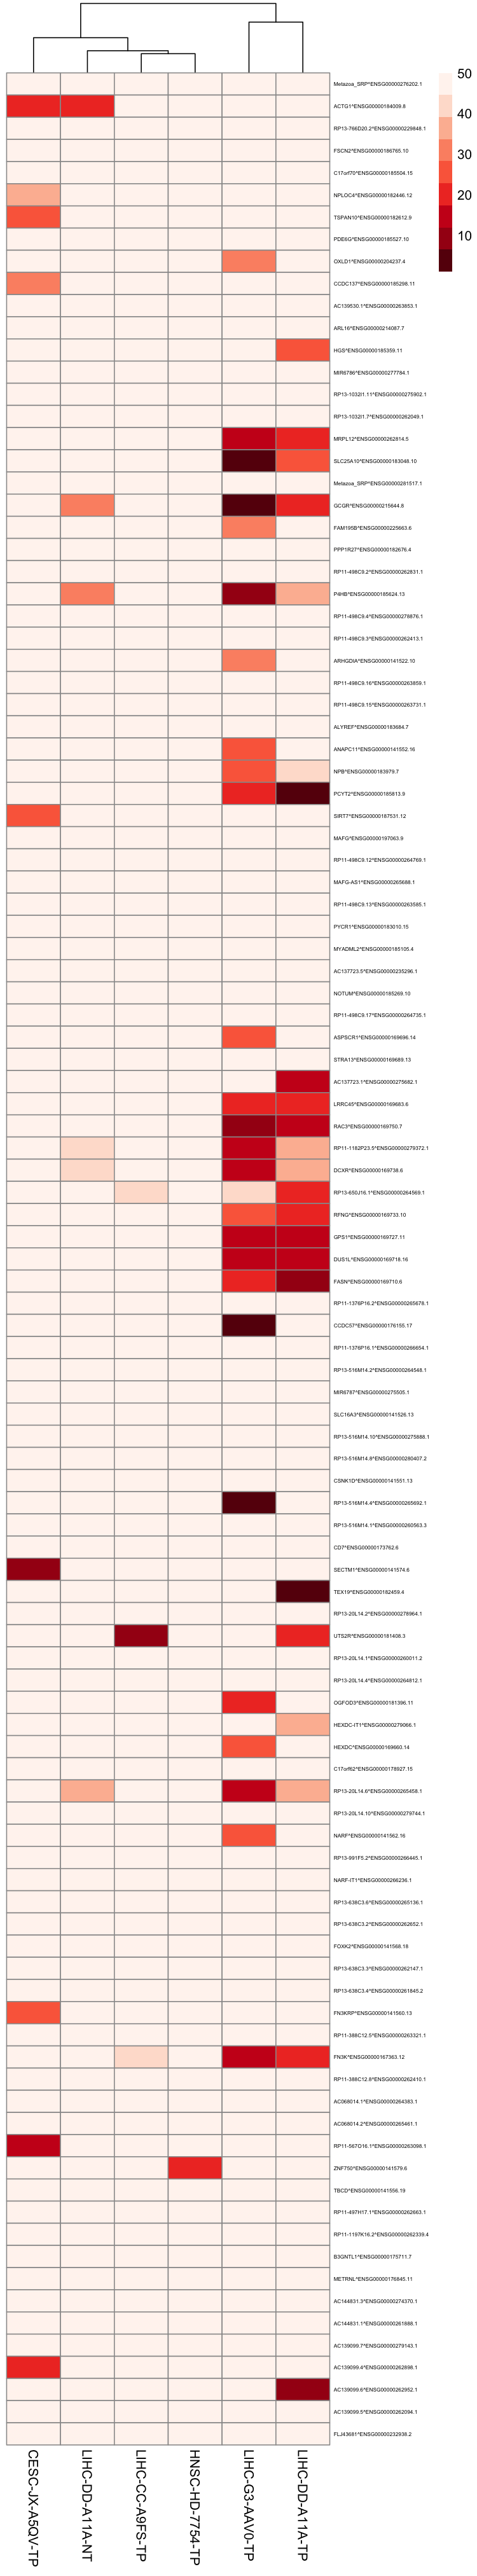 Metazoa_SRP^ENSG00000276202.1
ACTG1^ENSG00000184009.8
RP13-766D20.2^ENSG00000229848.1
FSCN2^ENSG00000186765.10
C17orf70^ENSG00000185504.15
NPLOC4^ENSG00000182446.12
TSPAN10^ENSG00000182612.9
PDE6G^ENSG00000185527.10
OXLD1^ENSG00000204237.4
CCDC137^ENSG00000185298.11
AC139530.1^ENSG00000263853.1
ARL16^ENSG00000214087.7
HGS^ENSG00000185359.11
MIR6786^ENSG00000277784.1
RP13-1032I1.11^ENSG00000275902.1
RP13-1032I1.7^ENSG00000262049.1
MRPL12^ENSG00000262814.5
SLC25A10^ENSG00000183048.10
Metazoa_SRP^ENSG00000281517.1
GCGR^ENSG00000215644.8
FAM195B^ENSG00000225663.6
PPP1R27^ENSG00000182676.4
RP11-498C9.2^ENSG00000262831.1
P4HB^ENSG00000185624.13
RP11-498C9.4^ENSG00000278876.1
RP11-498C9.3^ENSG00000262413.1
ARHGDIA^ENSG00000141522.10
RP11-498C9.16^ENSG00000263859.1
RP11-498C9.15^ENSG00000263731.1
ALYREF^ENSG00000183684.7
ANAPC11^ENSG00000141552.16
NPB^ENSG00000183979.7
PCYT2^ENSG00000185813.9
SIRT7^ENSG00000187531.12
MAFG^ENSG00000197063.9
RP11-498C9.12^ENSG00000264769.1
MAFG-AS1^ENSG00000265688.1
RP11-498C9.13^ENSG00000263585.1
PYCR1^ENSG00000183010.15
MYADML2^ENSG00000185105.4
AC137723.5^ENSG00000235296.1
NOTUM^ENSG00000185269.10
RP11-498C9.17^ENSG00000264735.1
ASPSCR1^ENSG00000169696.14
STRA13^ENSG00000169689.13
AC137723.1^ENSG00000275682.1
LRRC45^ENSG00000169683.6
RAC3^ENSG00000169750.7
RP11-1182P23.5^ENSG00000279372.1
DCXR^ENSG00000169738.6
RP13-650J16.1^ENSG00000264569.1
RFNG^ENSG00000169733.10
GPS1^ENSG00000169727.11
DUS1L^ENSG00000169718.16
FASN^ENSG00000169710.6
RP11-1376P16.2^ENSG00000265678.1
CCDC57^ENSG00000176155.17
RP11-1376P16.1^ENSG00000266654.1
RP13-516M14.2^ENSG00000264548.1
MIR6787^ENSG00000275505.1
SLC16A3^ENSG00000141526.13
RP13-516M14.10^ENSG00000275888.1
RP13-516M14.8^ENSG00000280407.2
CSNK1D^ENSG00000141551.13
RP13-516M14.4^ENSG00000265692.1
RP13-516M14.1^ENSG00000260563.3
CD7^ENSG00000173762.6
SECTM1^ENSG00000141574.6
TEX19^ENSG00000182459.4
RP13-20L14.2^ENSG00000278964.1
UTS2R^ENSG00000181408.3
RP13-20L14.1^ENSG00000260011.2
RP13-20L14.4^ENSG00000264812.1
OGFOD3^ENSG00000181396.11
HEXDC-IT1^ENSG00000279066.1
HEXDC^ENSG00000169660.14
C17orf62^ENSG00000178927.15
RP13-20L14.6^ENSG00000265458.1
RP13-20L14.10^ENSG00000279744.1
NARF^ENSG00000141562.16
RP13-991F5.2^ENSG00000266445.1
NARF-IT1^ENSG00000266236.1
RP13-638C3.6^ENSG00000265136.1
RP13-638C3.2^ENSG00000262652.1
FOXK2^ENSG00000141568.18
RP13-638C3.3^ENSG00000262147.1
RP13-638C3.4^ENSG00000261845.2
FN3KRP^ENSG00000141560.13
RP11-388C12.5^ENSG00000263321.1
FN3K^ENSG00000167363.12
RP11-388C12.8^ENSG00000262410.1
AC068014.1^ENSG00000264383.1
AC068014.2^ENSG00000265461.1
RP11-567O16.1^ENSG00000263098.1
ZNF750^ENSG00000141579.6
TBCD^ENSG00000141556.19
RP11-497H17.1^ENSG00000262663.1
RP11-1197K16.2^ENSG00000262339.4
B3GNTL1^ENSG00000175711.7
METRNL^ENSG00000176845.11
AC144831.3^ENSG00000274370.1
AC144831.1^ENSG00000261888.1
AC139099.7^ENSG00000279143.1
AC139099.4^ENSG00000262898.1
AC139099.6^ENSG00000262952.1
AC139099.5^ENSG00000262094.1
FLJ43681^ENSG00000232938.2
50
40
30
20
10
CESC-JX-A5QV-TP
LIHC-DD-A11A-NT
LIHC-CC-A9FS-TP
HNSC-HD-7754-TP
LIHC-G3-AAV0-TP
LIHC-DD-A11A-TP